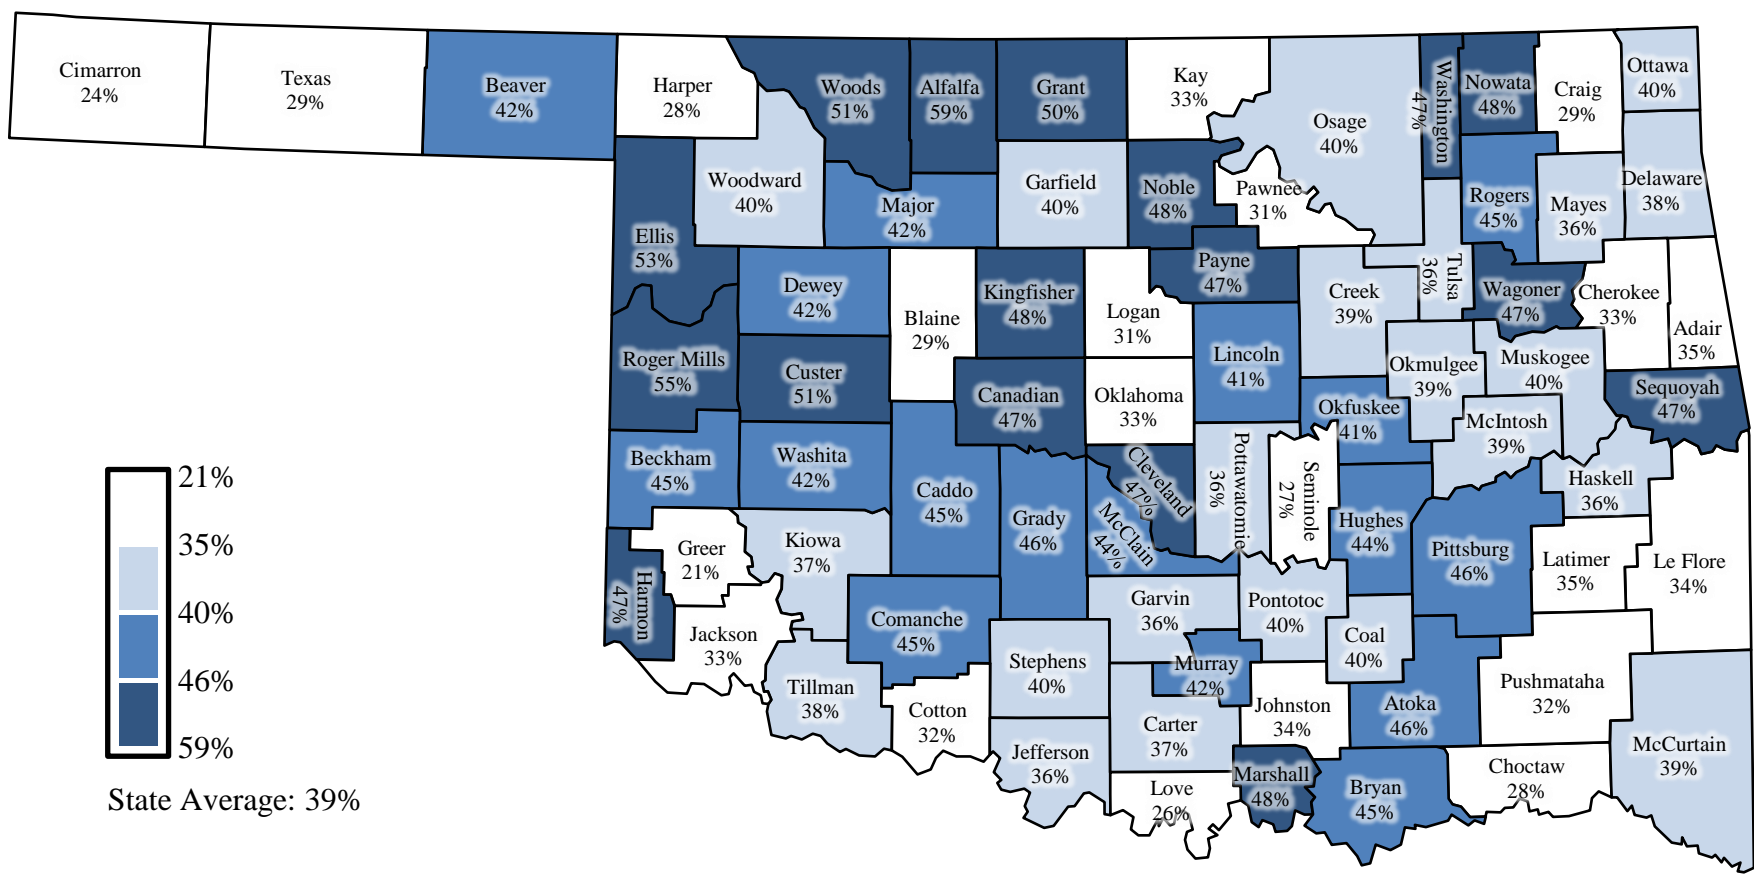 Cimarron
24%
Texas
29%
Beaver
42%
Harper
28%
Woods
51%
Alfalfa
59%
Grant
50%
Kay
33%
Osage
40%
Washington
47%
Nowata
48%
Craig
29%
Ottawa
40%
Woodward
40%
Major
42%
Garfield
40%
Noble
48%
Pawnee
31%
Rogers
45%
Mayes
36%
Delaware
38%
Ellis
53%
Dewey
42%
Blaine
29%
Kingfisher
48%
Logan
31%
Payne
47%
Creek
39%
Tulsa
36%
Wagoner
47%
Cherokee
33%
Adair
35%
Roger Mills
55%
Custer
51%
Canadian
47%
Oklahoma
33%
Lincoln
41%
Okmulgee
39%
Muskogee
40%
Sequoyah
47%
Okfuskee
41%
McIntosh
39%
Beckham
45%
Washita
42%
Caddo
45%
Grady
46%
Cleveland
47%
McClain
44%
Pottawatomie
36%
Seminole
27%
Hughes
44%
Pittsburg
46%
Haskell
36%
Latimer
35%
Le Flore
34%
Greer
21%
Kiowa
37%
Harmon
47%
Jackson
33%
Comanche
45%
Garvin
36%
Pontotoc
40%
Coal
40%
Tillman
38%
Cotton
32%
Stephens
40%
Murray
42%
Johnston
34%
Atoka
46%
Pushmataha
32%
McCurtain
39%
Jefferson
36%
Carter
37%
Love
26%
Marshall
48%
Bryan
45%
Choctaw
28%
21%
35%
40%
46%
59%
State Average: 39%